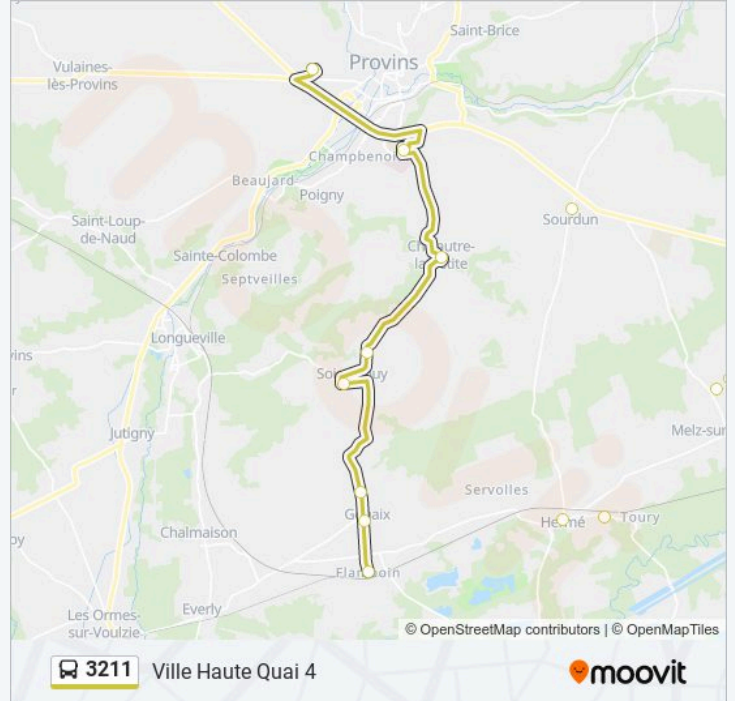 Saint-Brice
Provins
Vulaines-
lès-Provins
Beaujard
Poigny
Saint-Loup-
de-Naud
Sourdun
Sainte-Colombe
Septveilles
Longueville
Jutigny
Melz-sur
Servolles
Hermé
Toury
Chalmaison
Everly
Les Ormes-
sur-Voulzie
© OpenStreetMap contributors | © OpenMapTiles
3211 Ville Haute Quai 4
moovit